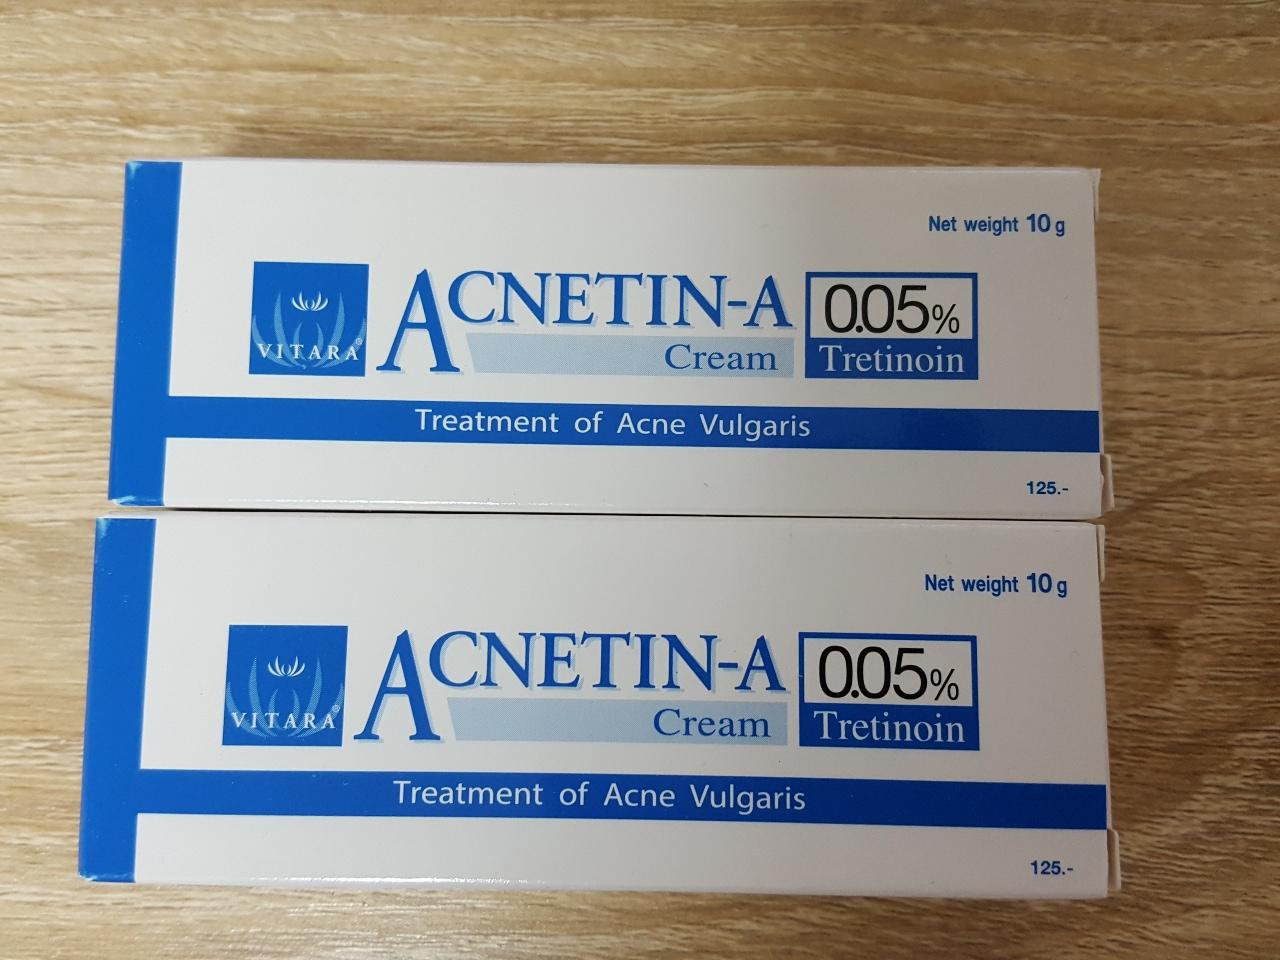 Net weight 10 g
VITARA®
ACNETIN-A
Cream
0.05%
Tretinoin
Treatment of Acne Vulgaris
125.-
Net weight 10 g
VITARA®
ACNETIN-A
Cream
0.05%
Tretinoin
Treatment of Acne Vulgaris
125.-